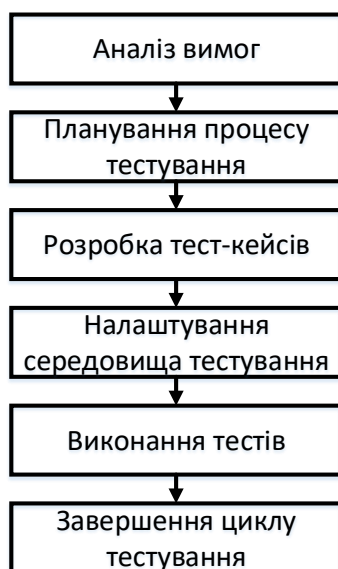 Аналіз вимог
Планування процесу
тестування
Розробка тест-кейсів
Налаштування
середовища тестування
Виконання тестів
Завершення циклу
тестування